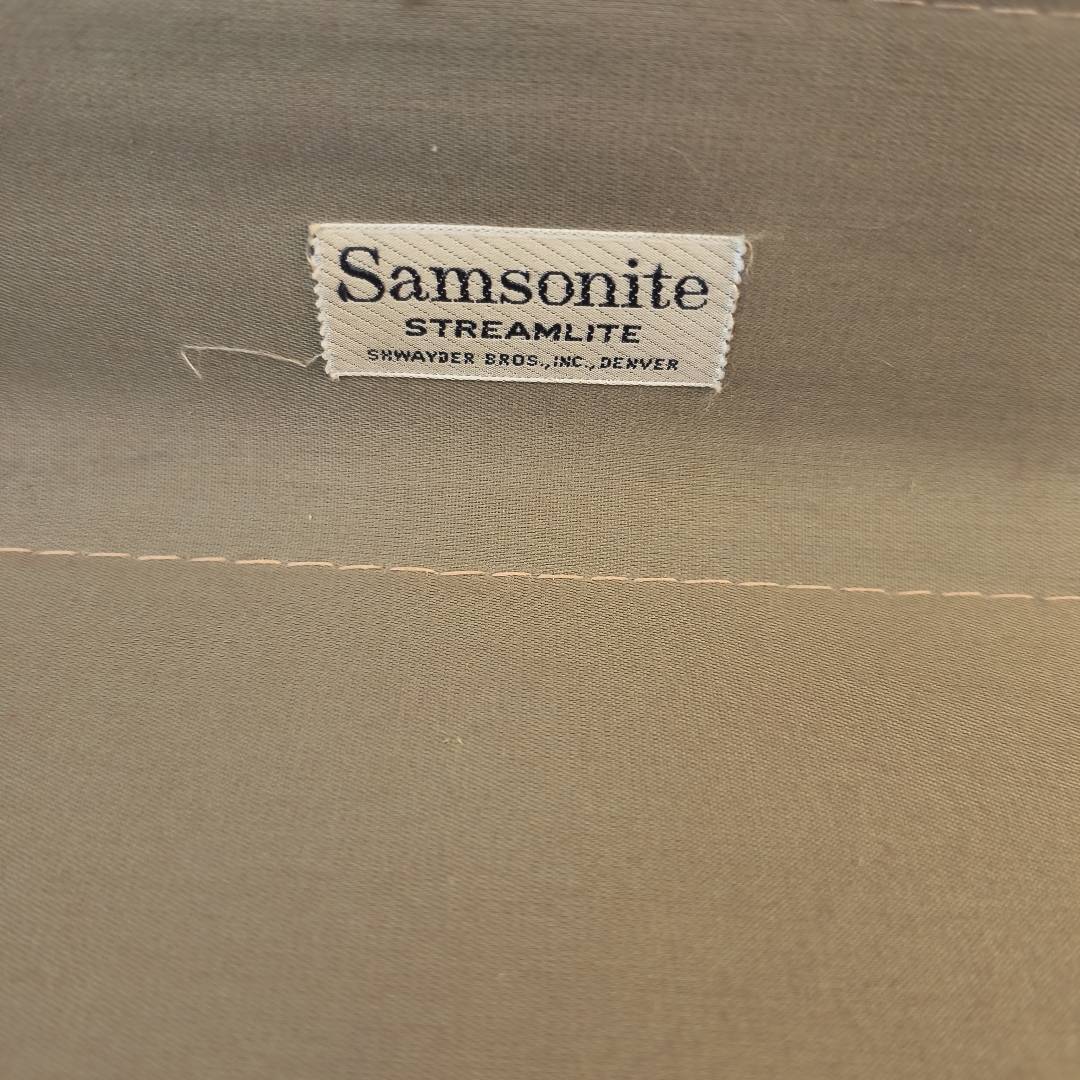 Samsonite
STREAMLITE
SHWAYDER BROS., INC., DENVER